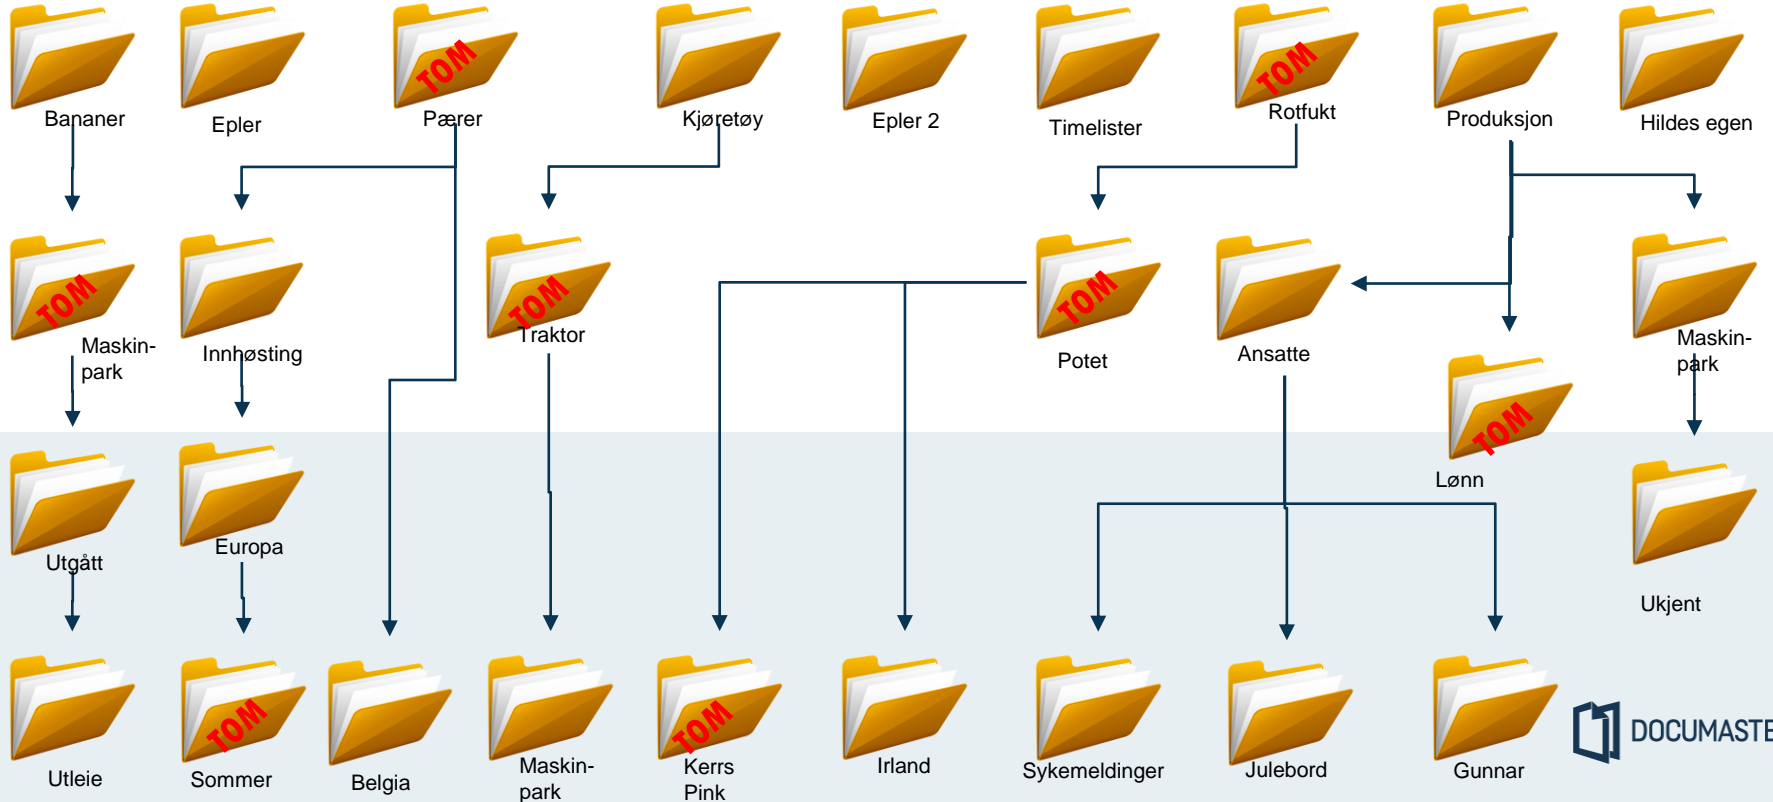 TOM
TOM
Bananer
Epler
Pærer
Kjøretøy
Epler 2
Timelister
Rotfukt
Produksjon
Hildes egen
TOM
TOM
TOM
Maskin-
park
Innhøsting
Traktor
Potet
Ansatte
Maskin-
park
TOM
Lønn
Utgått
Europa
Ukjent
TOM
TOM
DOCUMASTE
Utleie
Sommer
Belgia
Maskin-
park
Kerrs
Pink
Irland
Sykemeldinger
Julebord
Gunnar